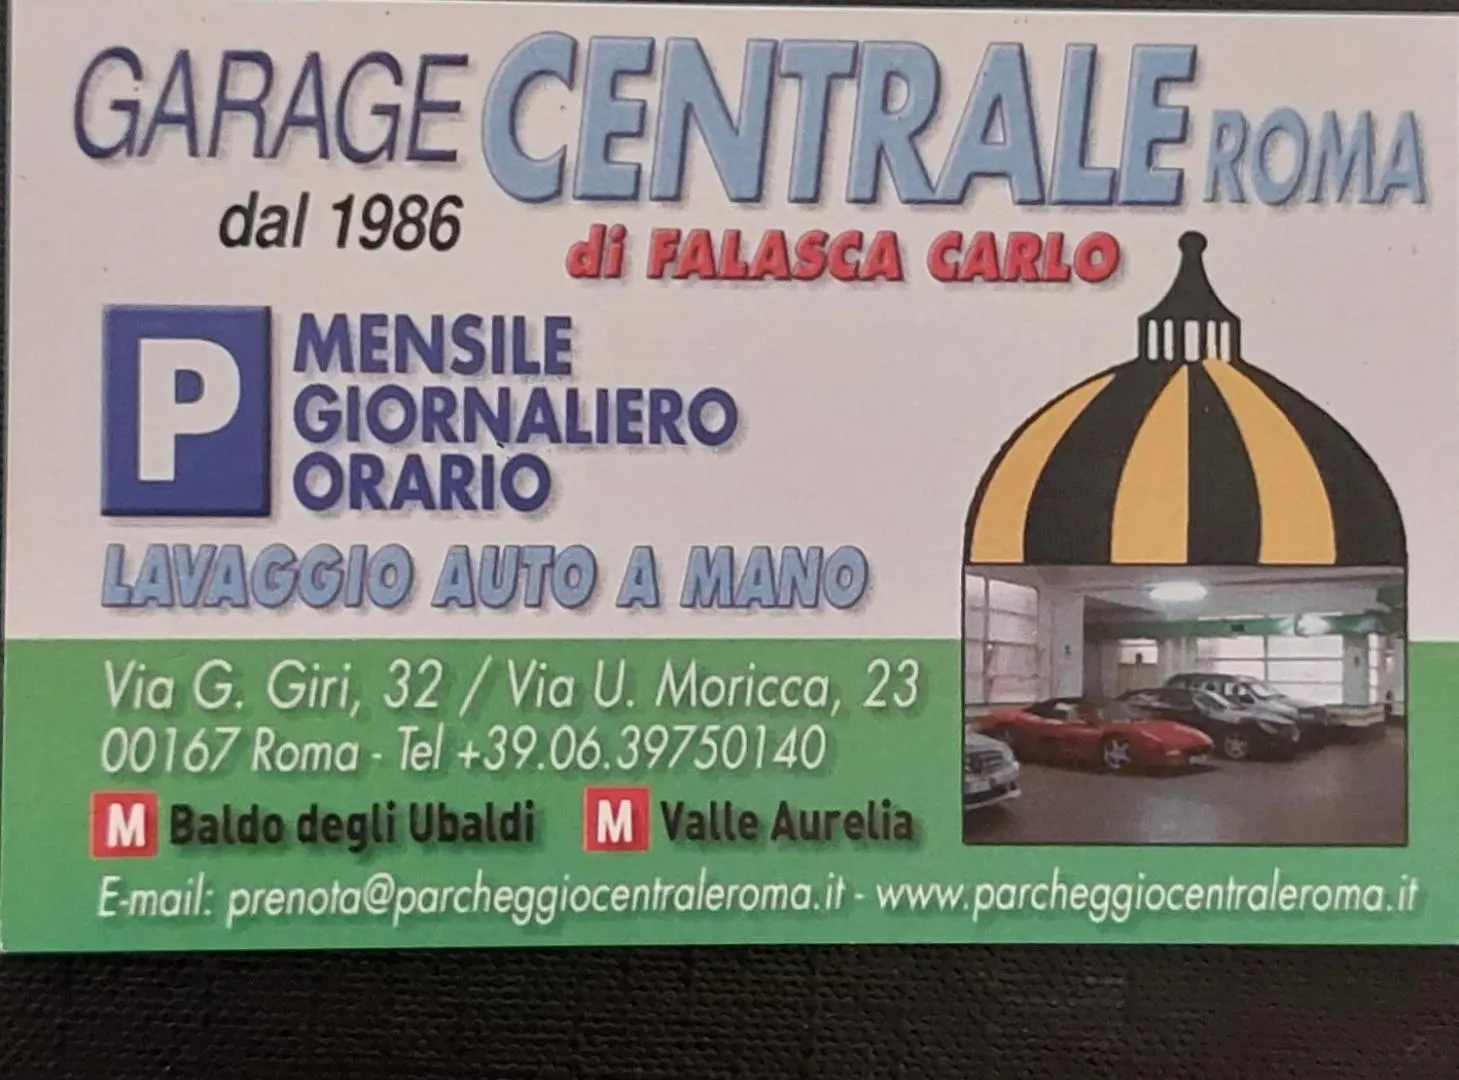 GARAGE CENTRALE ROMA
dal 1986
di FALASCA CARLO
P
MENSILE
GIORNALIERO
ORARIO
LAVAGGIO AUTO A MANO
Via G. Giri, 32 / Via U. Moricca, 23
00167 Roma - Tel +39.06.39750140
M Baldo degli Ubaldi M Valle Aurelia
E-mail: prenota@parcheggiocentraleroma.it - www.parcheggiocentraleroma.it